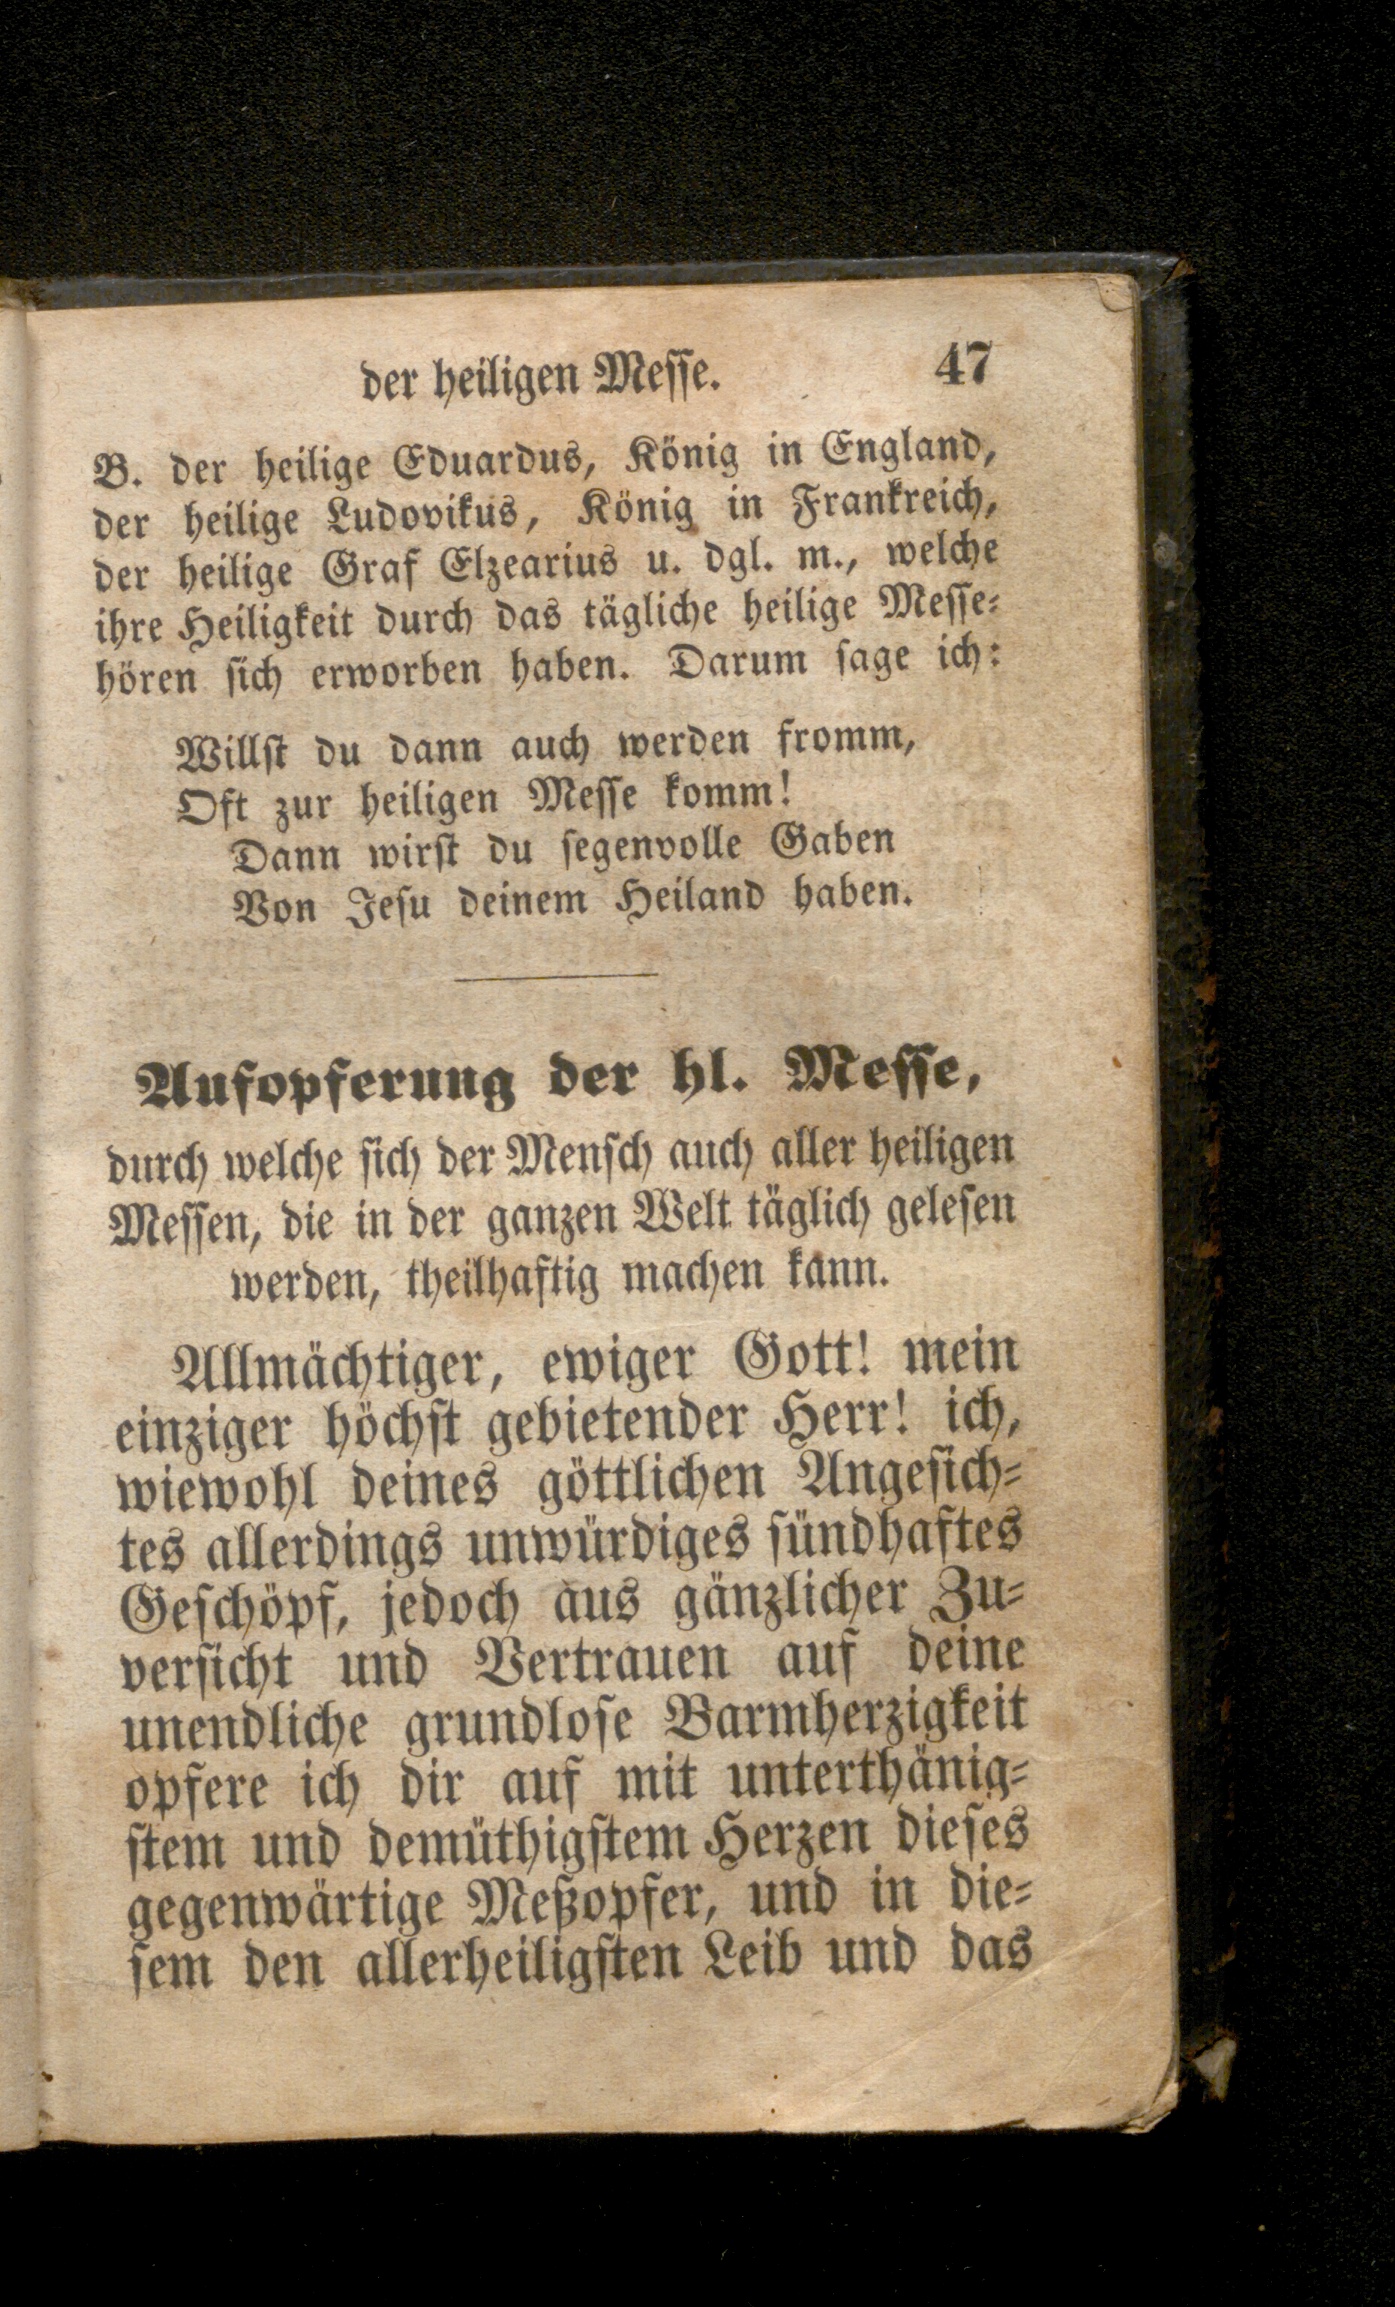 der heiligen Messe. 47
B. der heilige Eduardus, König in England,
der heilige Ludovikus, König in Frankreich,
der heilige Graf Elzearius u. dgl. m., welche
ihre Heiligkeit durch das tägliche heilige Messe-
hören sich erworben haben. Darum sage ich:
Willst du dann auch werden fromm,
Oft zur heiligen Messe komm!
Dann wirst du segenvolle Gaben
Von Jesu deinem Heiland haben.
Aufopferung der hl. Messe,
durch welche sich der Mensch auch aller heiligen
Messen, die in der ganzen Welt täglich gelesen
werden, theilhaftig machen kann.
Allmächtiger, ewiger Gott! mein
einziger höchst gebietender Herr! ich,
wiewohl deines göttlichen Angesich-
tes allerdings unwürdiges sündhaftes
Geschöpf, jedoch aus gänzlicher Zu-
versicht und Vertrauen auf deine
unendliche grundlose Barmherzigkeit
opfere ich dir auf mit unterthänig-
stem und demüthigstem Herzen dieses
gegenwärtige Meßopfer, und in die-
sem den allerheiligsten Leib und das